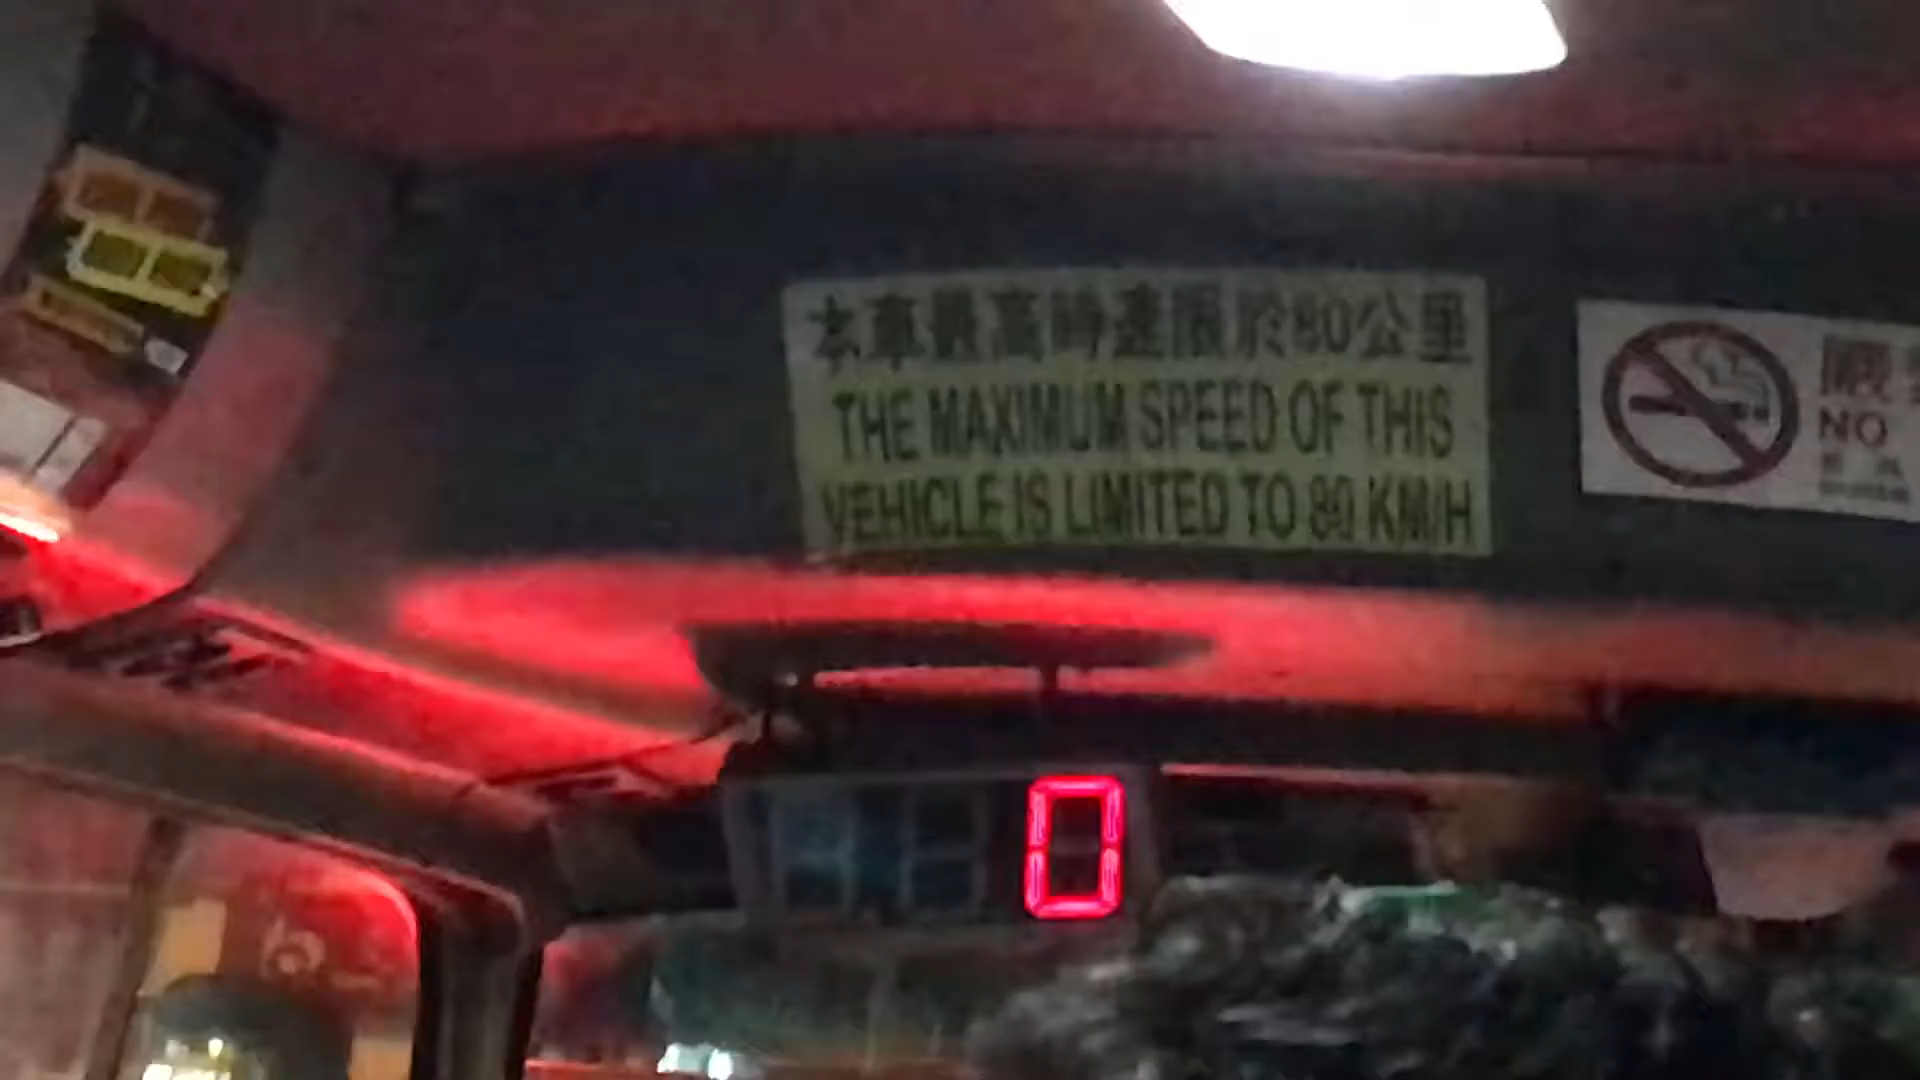 本車最高時速限於80公里
THE MAXIMUM SPEED OF THIS
VEHICLE IS LIMITED TO 80 KM/H
NO
0